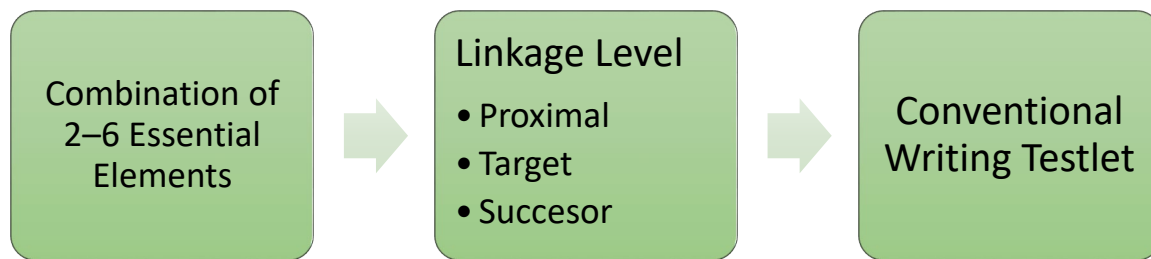 Combination of
2–6 Essential
Elements
Linkage Level
• Proximal
• Target
• Succesor
Conventional
Writing Testlet